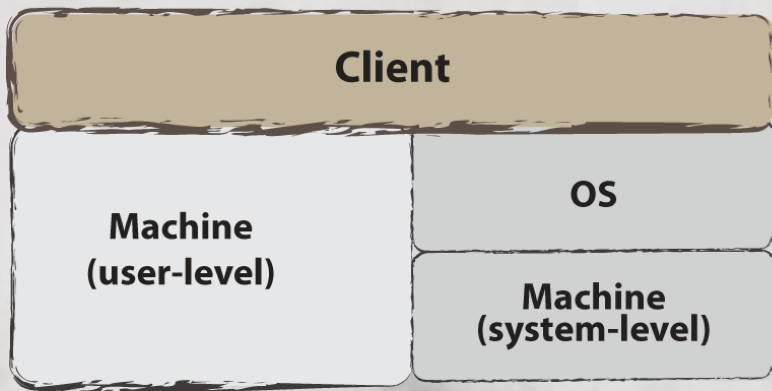 Client
Machine
(user-level)
OS
Machine
(system-level)